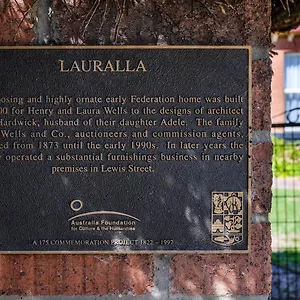 LAURALLA
osing and highly ornate early Federation home was built
00 for Henry and Laura Wells to the designs of architect
Hardwick, husband of their daughter Adele. The family
Wells and Co., auctioneers and commission agents,
ed from 1873 until the early 1990s. In later years the
y operated a substantial furnishings business in nearby
premises in Lewis Street.
Australia Foundation
for Culture & the Humanities
A 175 COMMEMORATION PROJECT 1822 – 1997